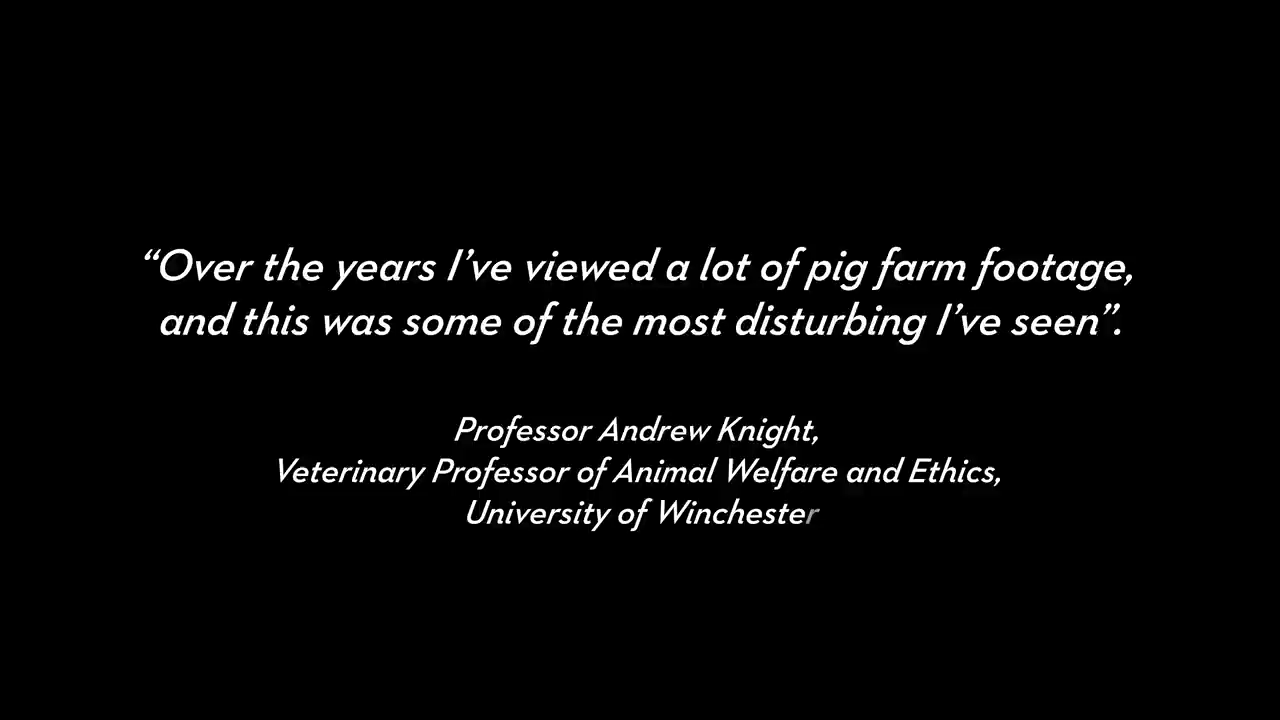 “Over the years I’ve viewed a lot of pig farm footage,
and this was some of the most disturbing I’ve seen”.
Professor Andrew Knight,
Veterinary Professor of Animal Welfare and Ethics,
University of Winchester